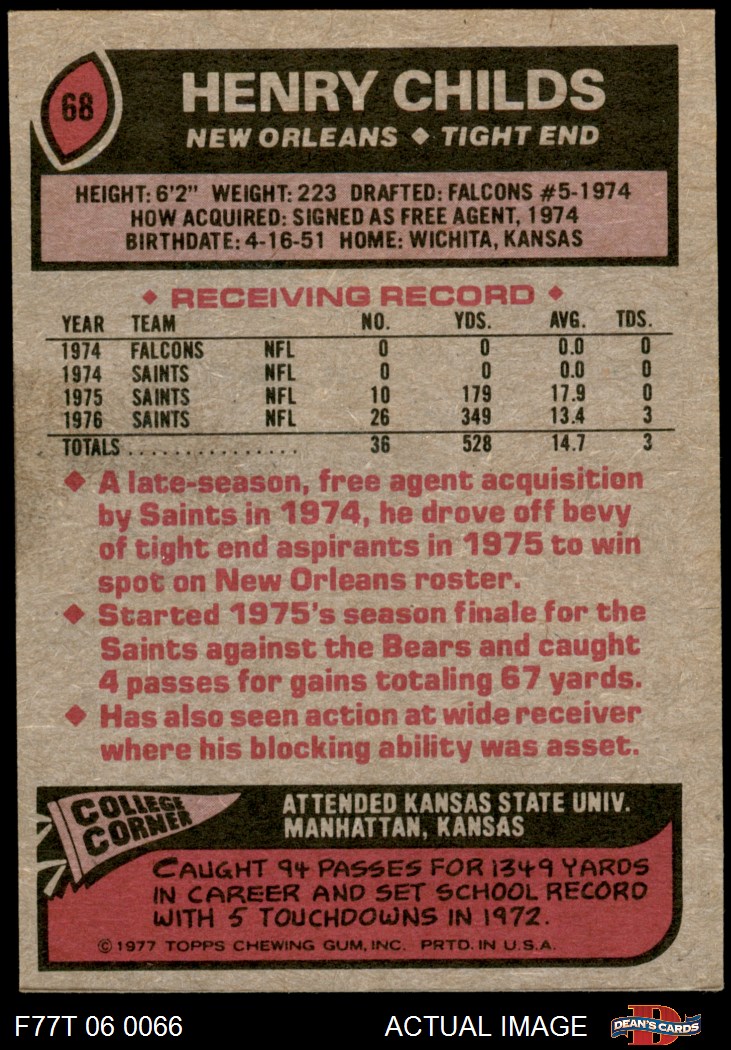 68
HENRY CHILDS
NEW ORLEANS ◆ TIGHT END
HEIGHT: 6'2" WEIGHT: 223 DRAFTED: FALCONS #5-1974
HOW ACQUIRED: SIGNED AS FREE AGENT, 1974
BIRTHDATE: 4-16-51 HOME: WICHITA, KANSAS
◆ RECEIVING RECORD ◆
YEAR TEAM NO. YDS. AVG. TDS.
1974 FALCONS NFL 0 0 0.0 0
1974 SAINTS NFL 0 0 0.0 0
1975 SAINTS NFL 10 179 17.9 0
1976 SAINTS NFL 26 349 13.4 3
TOTALS ............... 36 528 14.7 3
◆ A late-season, free agent acquisition
by Saints in 1974, he drove off bevy
of tight end aspirants in 1975 to win
spot on New Orleans roster.
◆ Started 1975's season finale for the
Saints against the Bears and caught
4 passes for gains totaling 67 yards.
◆ Has also seen action at wide receiver
where his blocking ability was asset.
COLLEGE
CORNER
ATTENDED KANSAS STATE UNIV.
MANHATTAN, KANSAS
CAUGHT 94 PASSES FOR 1349 YARDS
IN CAREER AND SET SCHOOL RECORD
WITH 5 TOUCHDOWNS IN 1972.
© 1977 TOPPS CHEWING GUM, INC. PRTD. IN U.S.A.
F77T 06 0066 ACTUAL IMAGE
D
DEAN'S CARDS